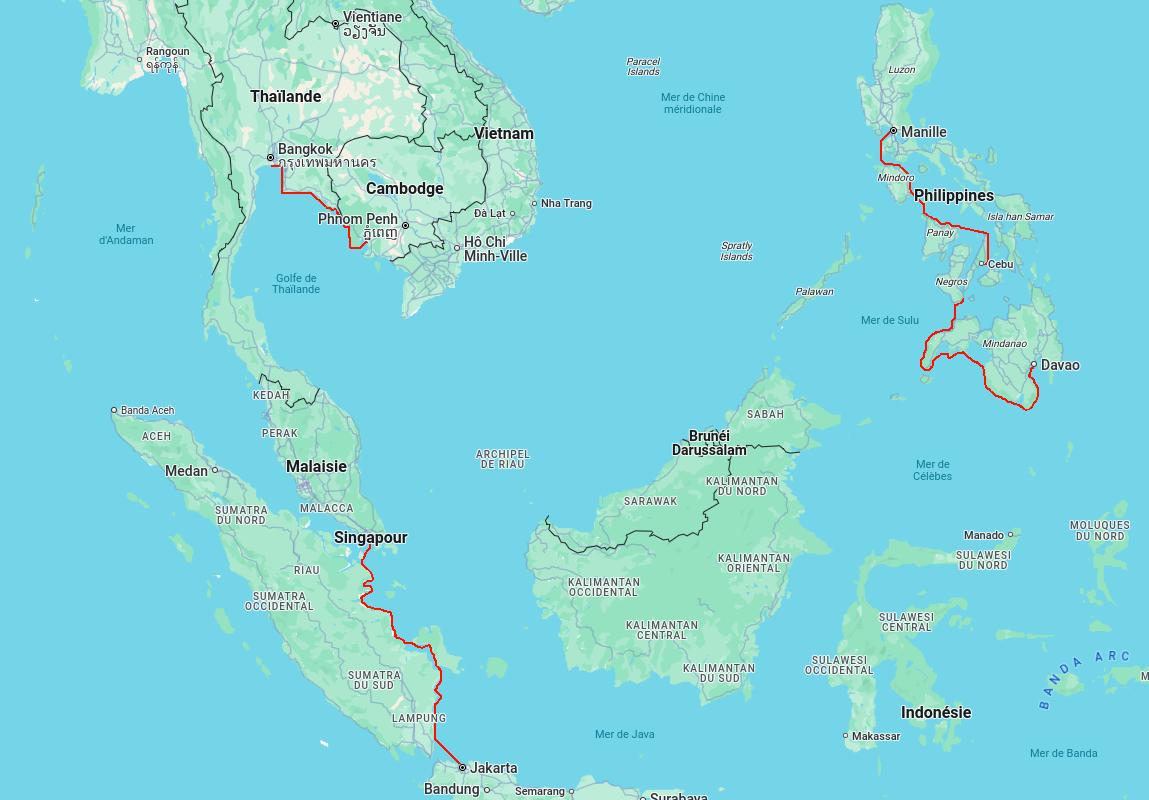 Vientiane
ວຽງຈັນ
Rangoun
ရန်ကုန်
Paracel
Islands
Luzon
Thaïlande
Mer de Chine
méridionale
Vietnam
Manille
Bangkok
กรุงเทพมหานคร
Mindoro
Cambodge
Philippines
Nha Trang
Đà Lạt
Isla han Samar
Phnom Penh
ភ្នំពេញ
Mer
d'Andaman
Panay
Hô Chi
Minh-Ville
Spratly
Islands
Cebu
Golfe de
Thaïlande
Negros
Palawan
Mer de Sulu
Mindanao
Davao
KEDAH
Banda Aceh
SABAH
ACEH
PERAK
Brunéi
Darussalam
ARCHIPEL
DE RIAU
Malaisie
Medan
Mer de
Célèbes
KALIMANTAN
DU NORD
SARAWAK
MALACCA
SUMATRA
DU NORD
MOLUQUES
DU NORD
Singapour
Manado
SULAWESI
DU NORD
KALIMANTAN
ORIENTAL
RIAU
KALIMANTAN
OCCIDENTAL
SUMATRA
OCCIDENTAL
SULAWESI
CENTRAL
KALIMANTAN
CENTRAL
BANDA ARC
SULAWESI
OCCIDENTAL
KALIMANTAN
DU SUD
SUMATRA
DU SUD
M
Indonésie
LAMPUNG
Mer de Java
Makassar
Mer de Banda
Jakarta
Bandung
Semarang
Surabaya